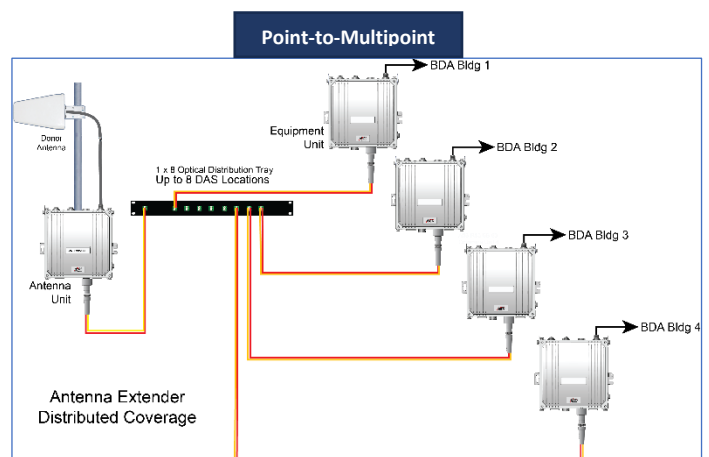 Point-to-Multipoint
Donor
Antenna
Antenna
Unit
1 x 8 Optical Distribution Tray
Up to 8 DAS Locations
Equipment
Unit
BDA Bldg 1
BDA Bldg 2
BDA Bldg 3
BDA Bldg 4
Antenna Extender
Distributed Coverage